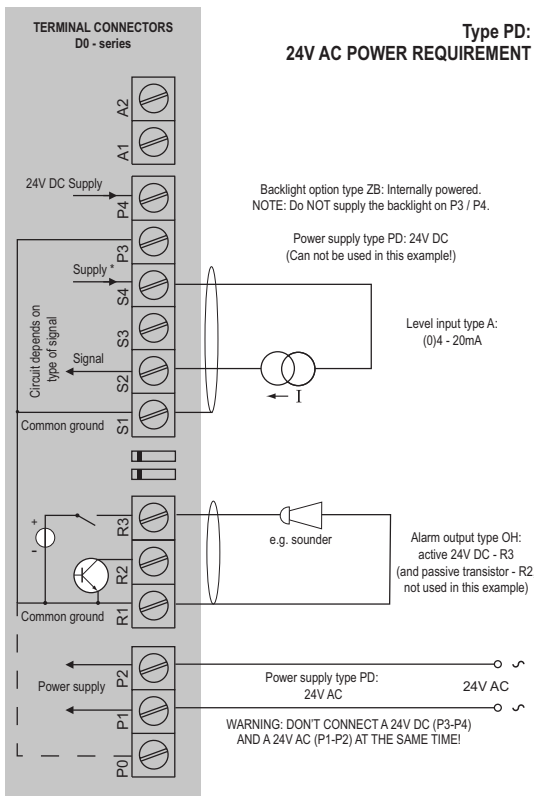 TERMINAL CONNECTORS
D0 - series
Type PD:
24V AC POWER REQUIREMENT
A2
A1
24V DC Supply
P4
Backlight option type ZB: Internally powered.
NOTE: Do NOT supply the backlight on P3 / P4.
P3
Power supply type PD: 24V DC
(Can not be used in this example!)
Supply *
S4
Circuit depends on
type of signal
S3
Level input type A:
(0)4 - 20mA
Signal
S2
I
Common ground
S1
+
-
R3
e.g. sounder
R2
Alarm output type OH:
active 24V DC - R3
(and passive transistor - R2
not used in this example)
Common ground
R1
P2
Power supply
Power supply type PD:
24V AC
24V AC
P1
WARNING: DON'T CONNECT A 24V DC (P3-P4)
AND A 24V AC (P1-P2) AT THE SAME TIME!
P0